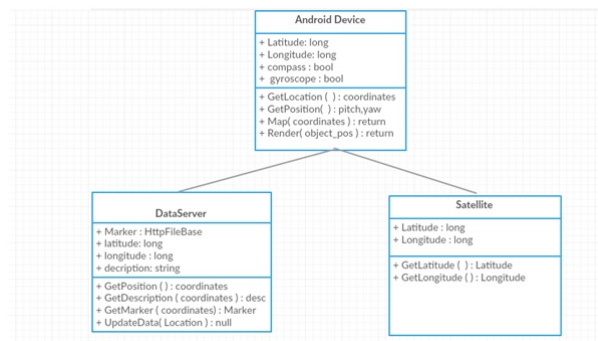 Android Device
+ Latitude: long
+ Longitude: long
+ compass : bool
+ gyroscope : bool
+ GetLocation ( ) : coordinates
+ GetPosition( ) : pitch,yaw
+ Map( coordinates ) : return
+ Render( object_pos ) : return
DataServer
+ Marker : HttpFileBase
+ latitude: long
+ longitude : long
+ decription: string
+ GetPosition ( ) : coordinates
+ GetDescription ( coordinates ) : desc
+ GetMarker ( coordinates) : Marker
+ UpdateData( Location ) : null
Satellite
+ Latitude : long
+ Longitude : long
+ GetLatitude ( ) : Latitude
+ GetLongitude ( ) : Longitude